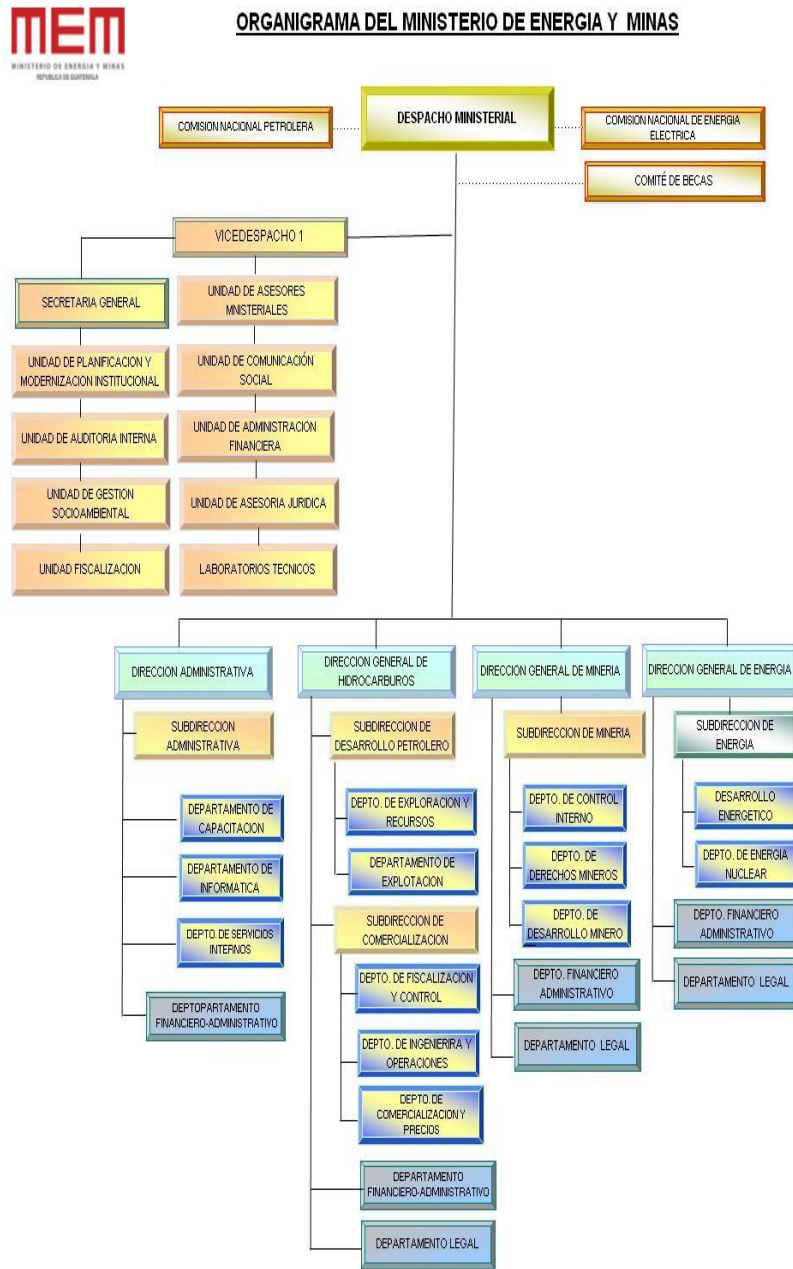 MEM
MINISTERIO DE ENERGIA Y MINAS
REPUBLICA DE GUATEMALA
ORGANIGRAMA DEL MINISTERIO DE ENERGIA Y MINAS
COMISION NACIONAL PETROLERA
DESPACHO MINISTERIAL
COMISION NACIONAL DE ENERGIA
ELECTRICA
COMITÉ DE BECAS
VICEDESPACHO 1
SECRETARIA GENERAL
UNIDAD DE PLANIFICACION Y
MODERNIZACION INSTITUCIONAL
UNIDAD DE AUDITORIA INTERNA
UNIDAD DE GESTION
SOCIOAMBIENTAL
UNIDAD FISCALIZACION
UNIDAD DE ASESORES
MNISTERIALES
UNIDAD DE COMUNICACIÓN
SOCIAL
UNIDAD DE ADMINISTRACION
FINANCIERA
UNIDAD DE ASESORIA JURIDICA
LABORATORIOS TECNICOS
DIRECCION ADMINISTRATIVA
SUBDIRECCION
ADMINISTRATIVA
DEPARTAMENTO DE
CAPACITACION
DEPARTAMENTO DE
INFORMATICA
DEPTO. DE SERVICIOS
INTERNOS
DEPTOPARTAMENTO
FINANCIERO-ADMINISTRATIVO
DIRECCION GENERAL DE
HIDROCARBUROS
SUBDIRECCION DE
DESARROLLO PETROLERO
DEPTO. DE EXPLORACION Y
RECURSOS
DEPARTAMENTO DE
EXPLOTACION
SUBDIRECCION DE
COMERCIALIZACION
DEPTO. DE FISCALIZACION
Y CONTROL
DEPTO. DE INGENIERIRA Y
OPERACIONES
DEPTO. DE
COMERCIALIZACION Y
PRECIOS
DEPARTAMENTO
FINANCIERO-ADMINISTRATIVO
DEPARTAMENTO LEGAL
DIRECCION GENERAL DE MINERIA
SUBDIRECCION DE MINERIA
DEPTO. DE CONTROL
INTERNO
DEPTO. DE
DERECHOS MINEROS
DEPTO. DE
DESARROLLO MINERO
DEPTO. FINANCIERO
ADMINISTRATIVO
DEPARTAMENTO LEGAL
DIRECCION GENERAL DE ENERGIA
SUBDIRECCION DE
ENERGIA
DESARROLLO
ENERGETICO
DEPTO. DE ENERGIA
NUCLEAR
DEPTO. FINANCIERO
ADMINISTRATIVO
DEPARTAMENTO LEGAL